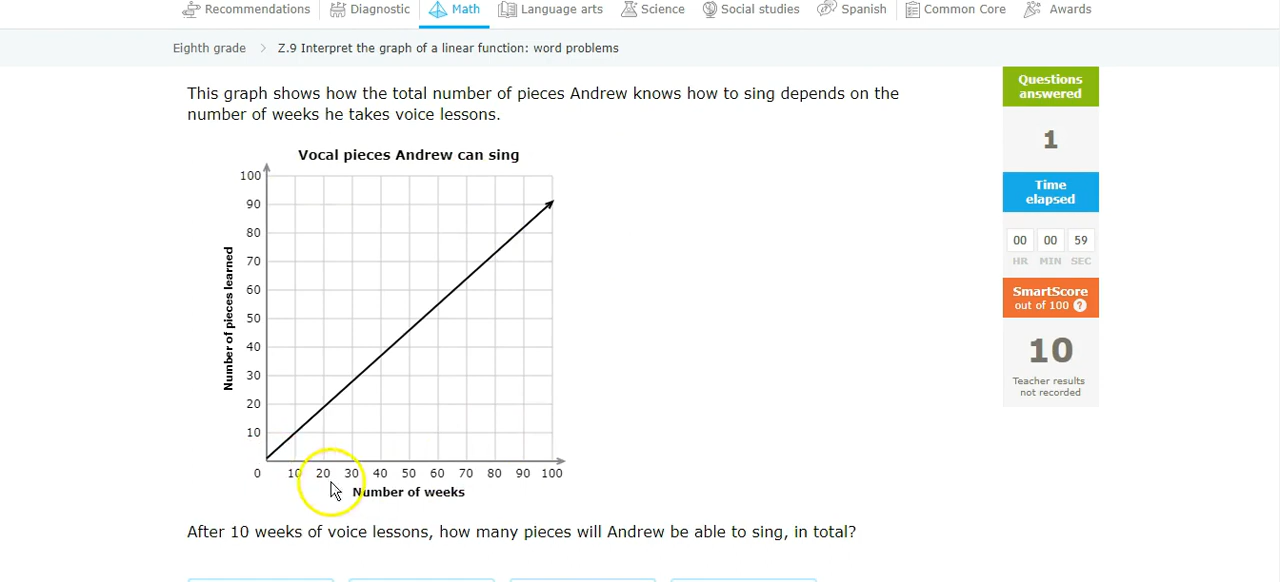 Recommendations Diagnostic Math Language arts Science Social studies Spanish Common Core Awards
Eighth grade > Z.9 Interpret the graph of a linear function: word problems
This graph shows how the total number of pieces Andrew knows how to sing depends on the
number of weeks he takes voice lessons.
Vocal pieces Andrew can sing
100
90
80
70
60
50
40
30
20
10
Number of pieces learned
0 10 20 30 40 50 60 70 80 90 100
Number of weeks
After 10 weeks of voice lessons, how many pieces will Andrew be able to sing, in total?
Questions
answered
1
Time
elapsed
00 00 59
HR MIN SEC
SmartScore
out of 100 ?
10
Teacher results
not recorded